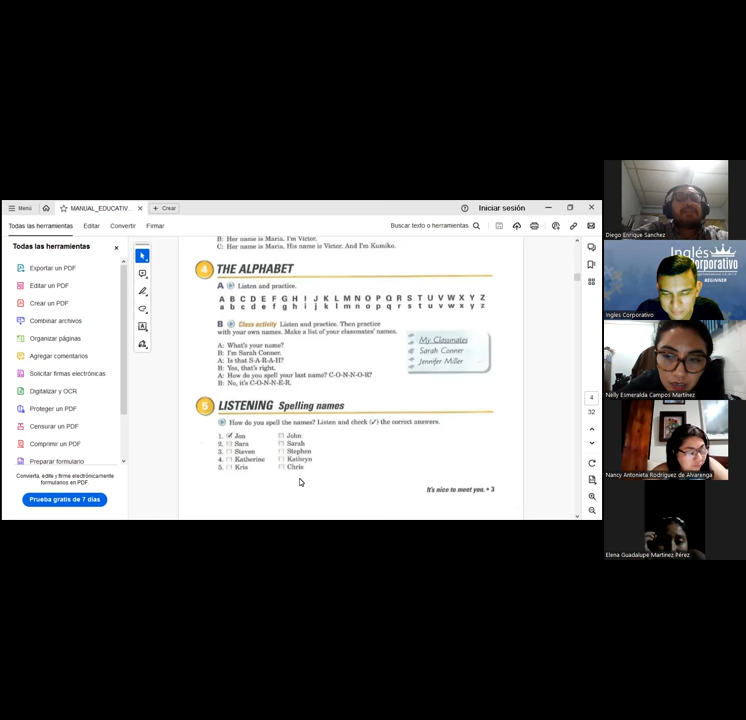 Menú
MANUAL_EDUCATIV...
Crear
Iniciar sesión
Todas las herramientas
Editar
Convertir
Firmar
Buscar texto o herramientas
Todas las herramientas
Exportar un PDF
Editar un PDF
Crear un PDF
Combinar archivos
Organizar páginas
Agregar comentarios
Solicitar firmas electrónicas
Digitalizar y OCR
Proteger un PDF
Censurar un PDF
Comprimir un PDF
Preparar formulario
Convierta, edite y firme electrónicamente
formularios en PDF.
Prueba gratis de 7 días
B: Her name is Maria. I'm Victor.
C: Her name is Maria. His name is Victor. And I'm Kumiko.
4 THE ALPHABET
A Listen and practice.
A B C D E F G H I J K L M N O P Q R S T U V W X Y Z
a b c d e f g h i j k l m n o p q r s t u v w x y z
B Class activity Listen and practice. Then practice
with your own names. Make a list of your classmates' names.
A: What's your name?
B: I'm Sarah Conner.
A: Is that S-A-R-A-H?
B: Yes, that's right.
A: How do you spell your last name? C-O-N-N-O-R?
B: No, it's C-O-N-N-E-R.
My Classmates
Sarah Conner
Jennifer Miller
5 LISTENING Spelling names
How do you spell the names? Listen and check (✓) the correct answers.
1. ✓ Jon John
2. Sara Sarah
3. Steven Stephen
4. Katherine Kathryn
5. Kris Chris
It's nice to meet you. • 3
4
32
Diego Enrique Sanchez
Inglés
Corporativo
BEGINNER
Ingles Corporativo
Nelly Esmeralda Campos Martínez
Nancy Antonieta Rodríguez de Alvarenga
Elena Guadalupe Martínez Pérez